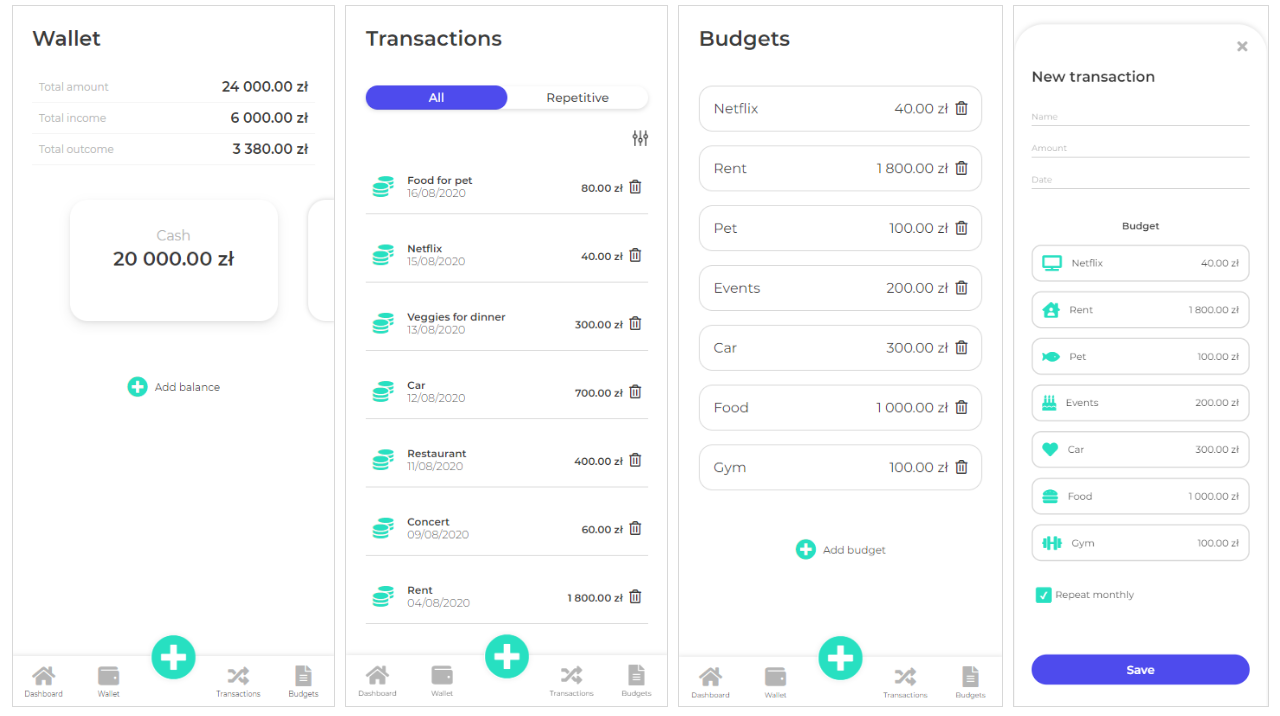 Wallet
Total amount 24 000.00 zł
Total income 6 000.00 zł
Total outcome 3 380.00 zł
Cash
20 000.00 zł
Add balance
Dashboard Wallet Transactions Budgets
Transactions
All Repetitive
Food for pet
16/08/2020
80.00 zł
Netflix
15/08/2020
40.00 zł
Veggies for dinner
13/08/2020
300.00 zł
Car
12/08/2020
700.00 zł
Restaurant
11/08/2020
400.00 zł
Concert
09/08/2020
60.00 zł
Rent
04/08/2020
1 800.00 zł
Dashboard Wallet Transactions Budgets
Budgets
Netflix 40.00 zł
Rent 1 800.00 zł
Pet 100.00 zł
Events 200.00 zł
Car 300.00 zł
Food 1 000.00 zł
Gym 100.00 zł
Add budget
Dashboard Wallet Transactions Budgets
New transaction
Name
Amount
Date
Budget
Netflix 40.00 zł
Rent 1 800.00 zł
Pet 100.00 zł
Events 200.00 zł
Car 300.00 zł
Food 1 000.00 zł
Gym 100.00 zł
Repeat monthly
Save